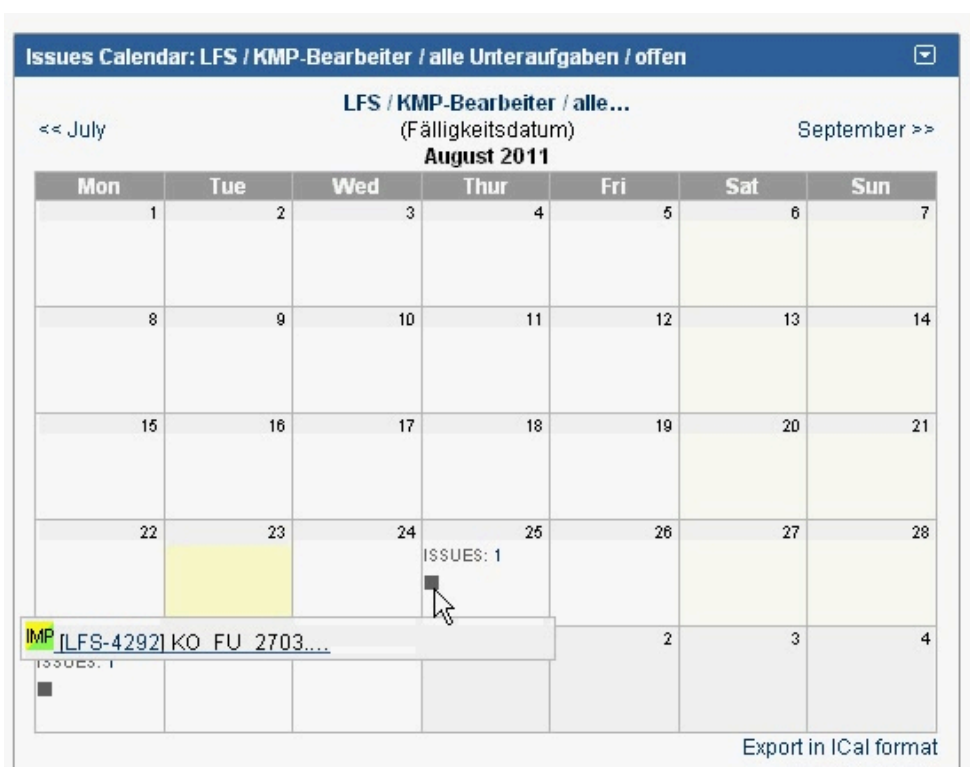 Issues Calendar: LFS / KMP-Bearbeiter / alle Unteraufgaben / offen
LFS / KMP-Bearbeiter / alle...
<< July (Fälligkeitsdatum) September >>
August 2011
Mon Tue Wed Thur Fri Sat Sun
1 2 3 4 5 6 7
8 9 10 11 12 13 14
15 16 17 18 19 20 21
22 23 24 25 26 27 28
ISSUES: 1
IMP [LFS-4292] KO_FU_2703....
2 3 4
ISSUES: 1
Export in ICal format